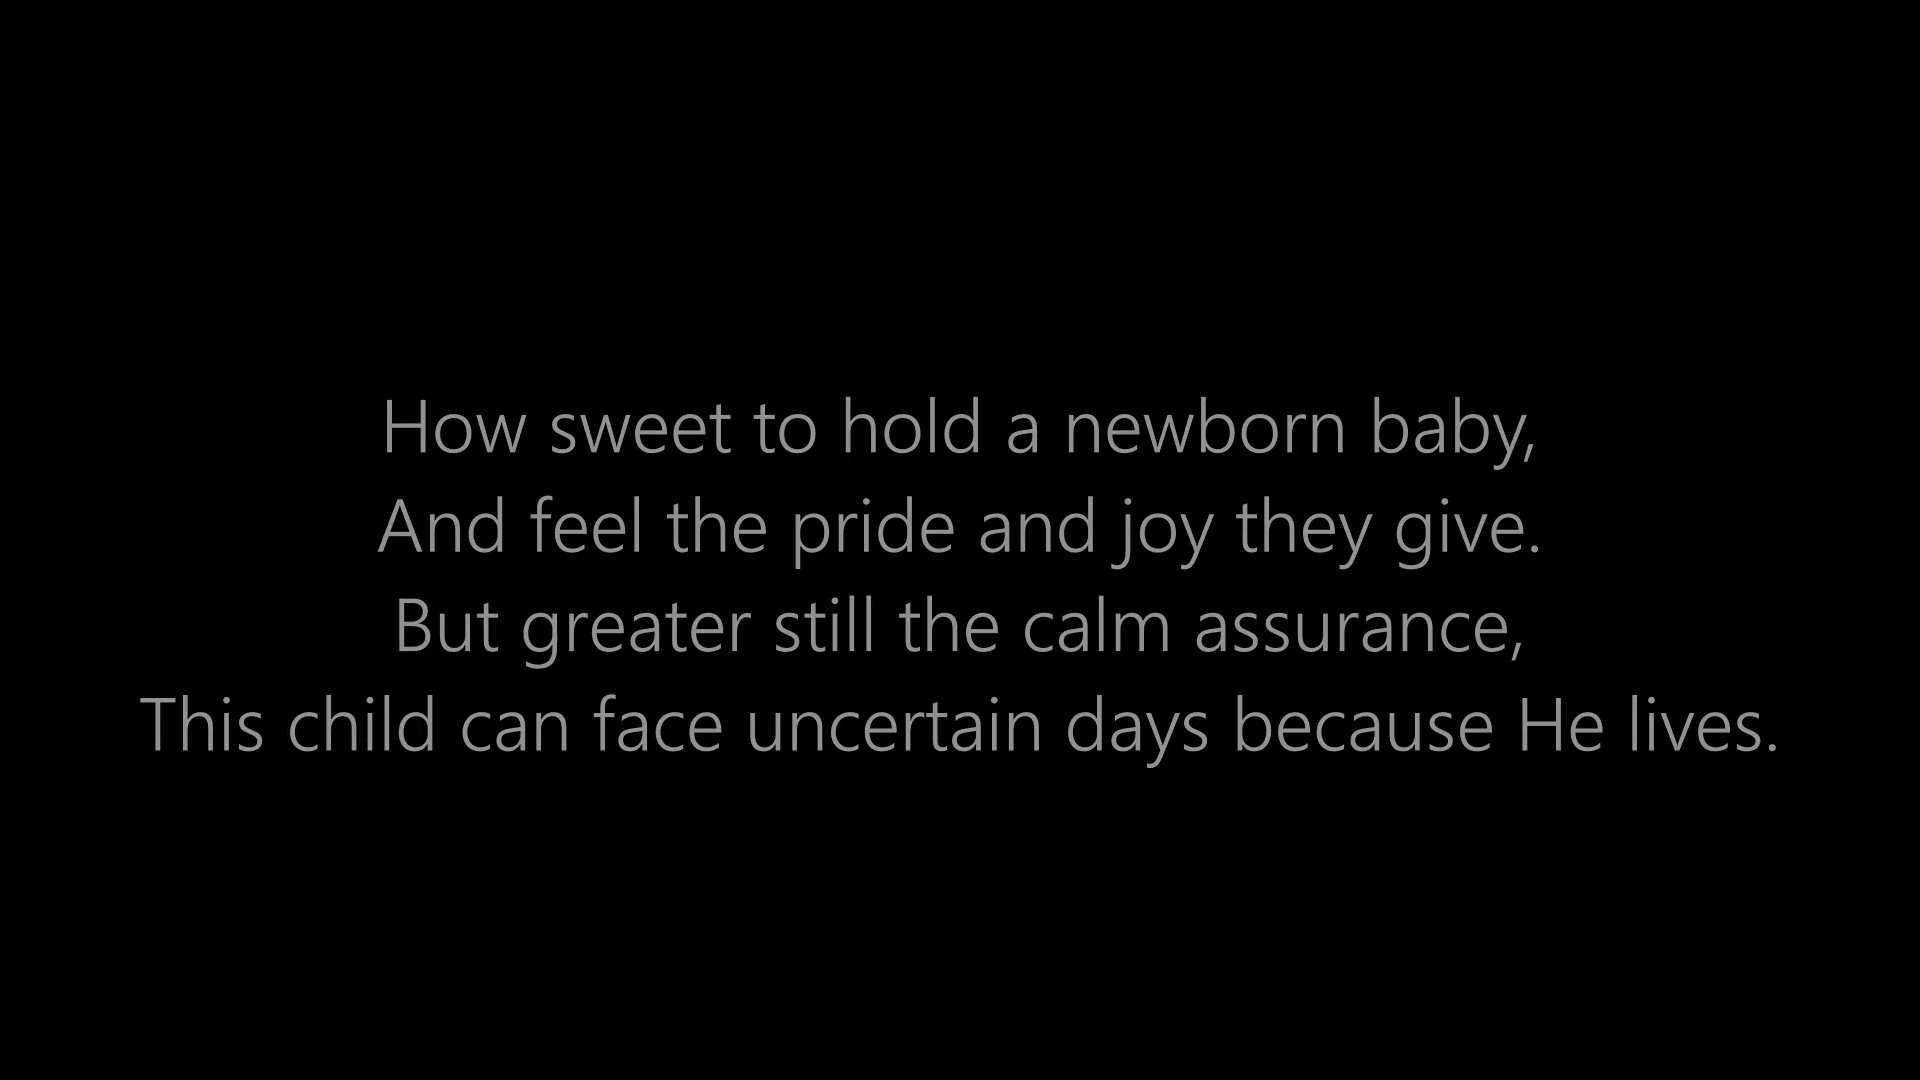 How sweet to hold a newborn baby,
And feel the pride and joy they give.
But greater still the calm assurance,
This child can face uncertain days because He lives.